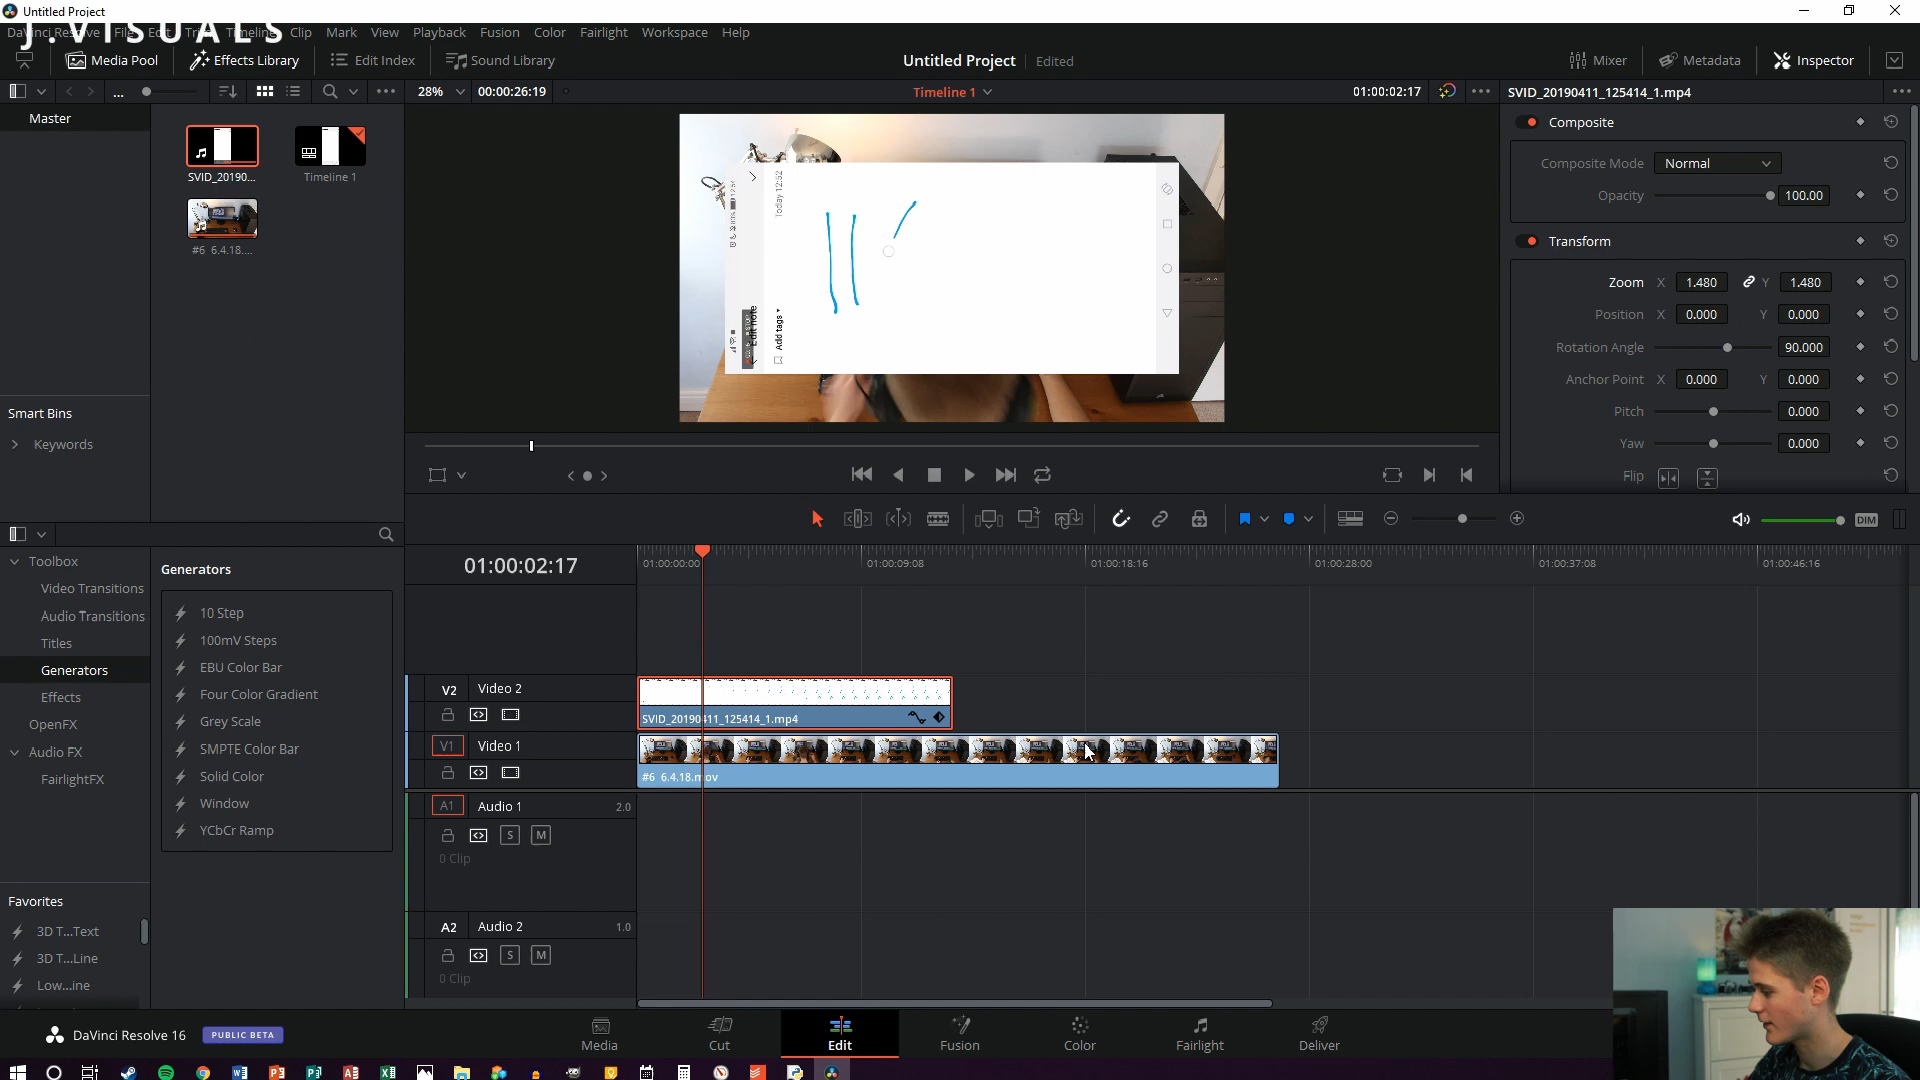 Untitled Project
J.VISUALS
DaVinci Resolve File Edit Trim Timeline Clip Mark View Playback Fusion Color Fairlight Workspace Help
Media Pool Effects Library Edit Index Sound Library
Untitled Project Edited
Mixer Metadata Inspector
... 28% 00:00:26:19
Timeline 1 01:00:02:17
SVID_20190411_125414_1.mp4
Master
SVID_20190...
Timeline 1
#6 6.4.18....
Smart Bins
Keywords
Today 12:52
Edit note
Add tags
Composite
Composite Mode Normal
Opacity 100.00
Transform
Zoom X 1.480 Y 1.480
Position X 0.000 Y 0.000
Rotation Angle 90.000
Anchor Point X 0.000 Y 0.000
Pitch 0.000
Yaw 0.000
Flip
DIM
Toolbox
Video Transitions
Audio Transitions
Titles
Generators
Effects
OpenFX
Audio FX
FairlightFX
Generators
10 Step
100mV Steps
EBU Color Bar
Four Color Gradient
Grey Scale
SMPTE Color Bar
Solid Color
Window
YCbCr Ramp
Favorites
3D T...Text
3D T...Line
Low...ine
01:00:02:17
01:00:00:00 01:00:09:08 01:00:18:16 01:00:28:00 01:00:37:08 01:00:46:16
V2 Video 2
SVID_20190411_125414_1.mp4
V1 Video 1
#6 6.4.18.mov
A1 Audio 1 2.0
S M
0 Clip
A2 Audio 2 1.0
S M
0 Clip
DaVinci Resolve 16 PUBLIC BETA
Media Cut Edit Fusion Color Fairlight Deliver